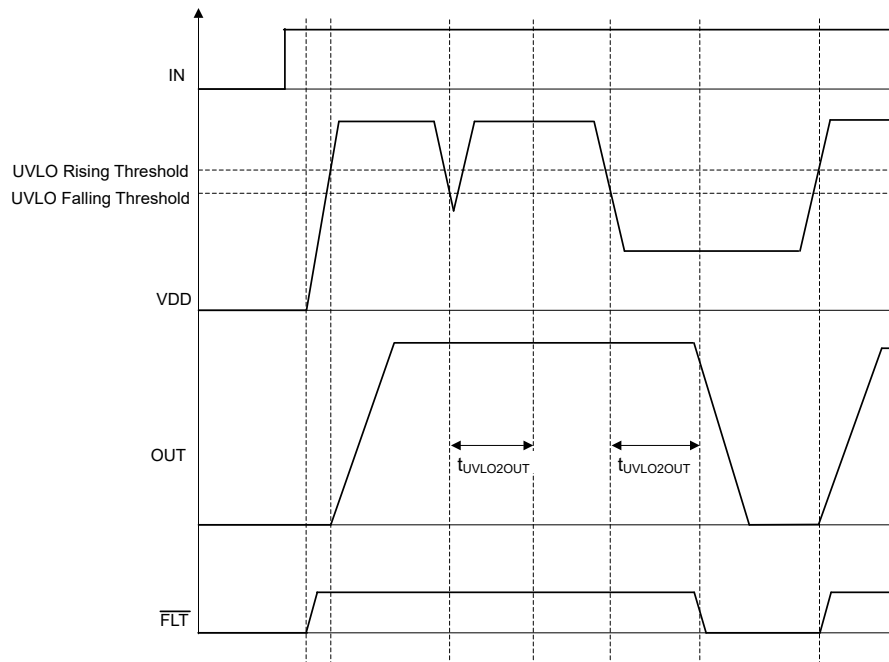 IN
UVLO Rising Threshold
UVLO Falling Threshold
VDD
OUT
tUVLO2OUT
tUVLO2OUT
FLT